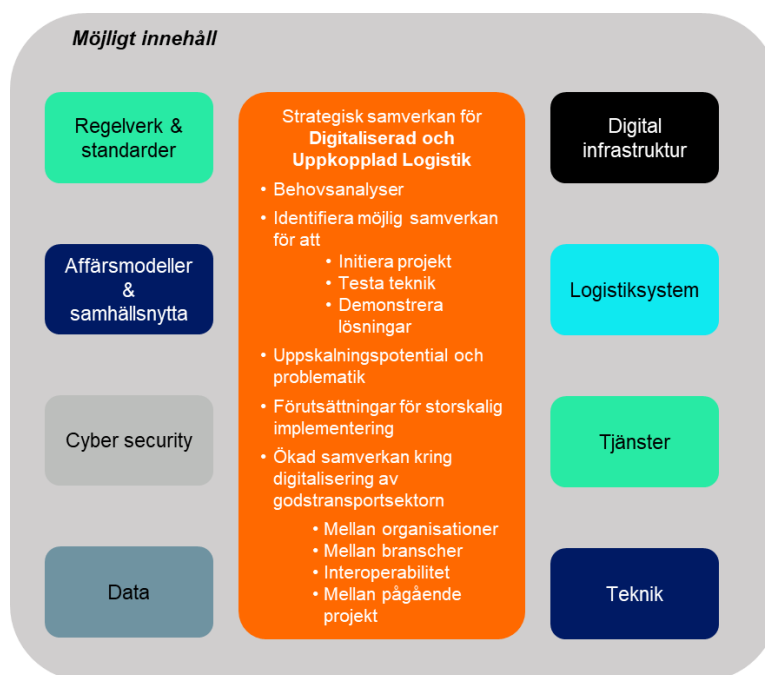 Möjligt innehåll
Regelverk &
standarder
Affärsmodeller
&
samhällsnytta
Cyber security
Data
Strategisk samverkan för
Digitaliserad och
Uppkopplad Logistik
• Behovsanalyser
• Identifiera möjlig samverkan
för att
• Initiera projekt
• Testa teknik
• Demonstrera
lösningar
• Uppskalningspotential och
problematik
• Förutsättningar för storskalig
implementering
• Ökad samverkan kring
digitalisering av
godstransportsektorn
• Mellan organisationer
• Mellan branscher
• Interoperabilitet
• Mellan pågående
projekt
Digital
infrastruktur
Logistiksystem
Tjänster
Teknik